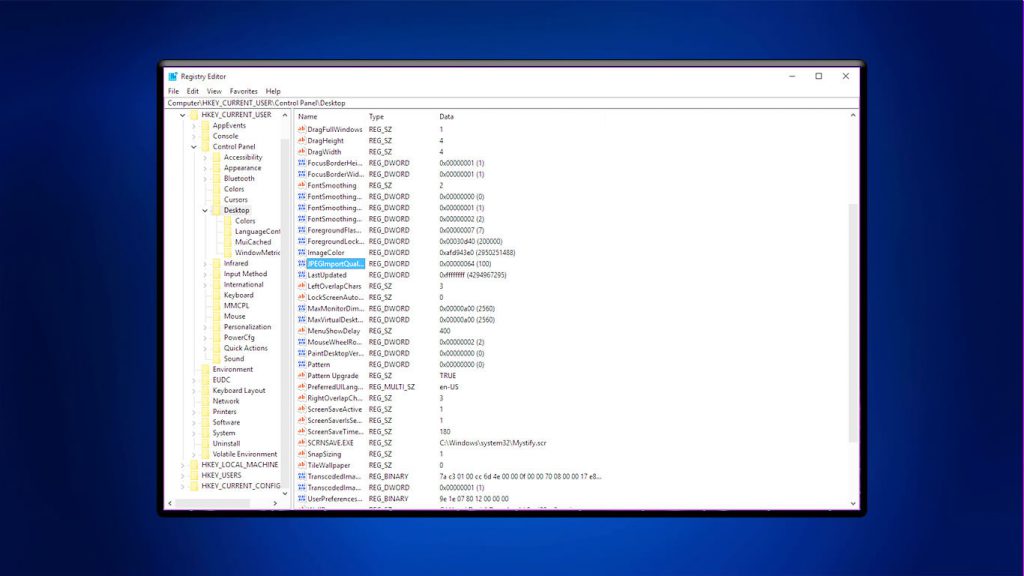 Registry Editor
File Edit View Favorites Help
Computer\HKEY_CURRENT_USER\Control Panel\Desktop
HKEY_CURRENT_USER
AppEvents
Console
Control Panel
Accessibility
Appearance
Bluetooth
Colors
Cursors
Desktop
Colors
LanguageConf
MuiCached
WindowMetric
Infrared
Input Method
International
Keyboard
MMCPL
Mouse
Personalization
PowerCfg
Quick Actions
Sound
Environment
EUDC
Keyboard Layout
Network
Printers
Software
System
Uninstall
Volatile Environment
HKEY_LOCAL_MACHINE
HKEY_USERS
HKEY_CURRENT_CONFIG
Name Type Data
DragFullWindows REG_SZ 1
DragHeight REG_SZ 4
DragWidth REG_SZ 4
FocusBorderHei... REG_DWORD 0x00000001 (1)
FocusBorderWid... REG_DWORD 0x00000001 (1)
FontSmoothing REG_SZ 2
FontSmoothing... REG_DWORD 0x00000000 (0)
FontSmoothing... REG_DWORD 0x00000001 (1)
FontSmoothing... REG_DWORD 0x00000002 (2)
ForegroundFlas... REG_DWORD 0x00000007 (7)
ForegroundLock... REG_DWORD 0x00030d40 (200000)
ImageColor REG_DWORD 0xafd943e0 (2950251488)
JPEGImportQual... REG_DWORD 0x00000064 (100)
LastUpdated REG_DWORD 0xffffffff (4294967295)
LeftOverlapChars REG_SZ 3
LockScreenAuto... REG_SZ 0
MaxMonitorDim... REG_DWORD 0x00000a00 (2560)
MaxVirtualDeskt... REG_DWORD 0x00000a00 (2560)
MenuShowDelay REG_SZ 400
MouseWheelRo... REG_DWORD 0x00000002 (2)
PaintDesktopVer... REG_DWORD 0x00000000 (0)
Pattern REG_DWORD 0x00000000 (0)
Pattern Upgrade REG_SZ TRUE
PreferredUILang... REG_MULTI_SZ en-US
RightOverlapCh... REG_SZ 3
ScreenSaveActive REG_SZ 1
ScreenSaverIsSe... REG_SZ 1
ScreenSaveTime... REG_SZ 180
SCRNSAVE.EXE REG_SZ C:\Windows\system32\Mystify.scr
SnapSizing REG_SZ 1
TileWallpaper REG_SZ 0
TranscodedIma... REG_BINARY 7a c3 01 00 cc 6d 4e 00 00 0f 00 00 70 08 00 00 17 e8...
TranscodedIma... REG_DWORD 0x00000001 (1)
UserPreferences... REG_BINARY 9e 1e 07 80 12 00 00 00